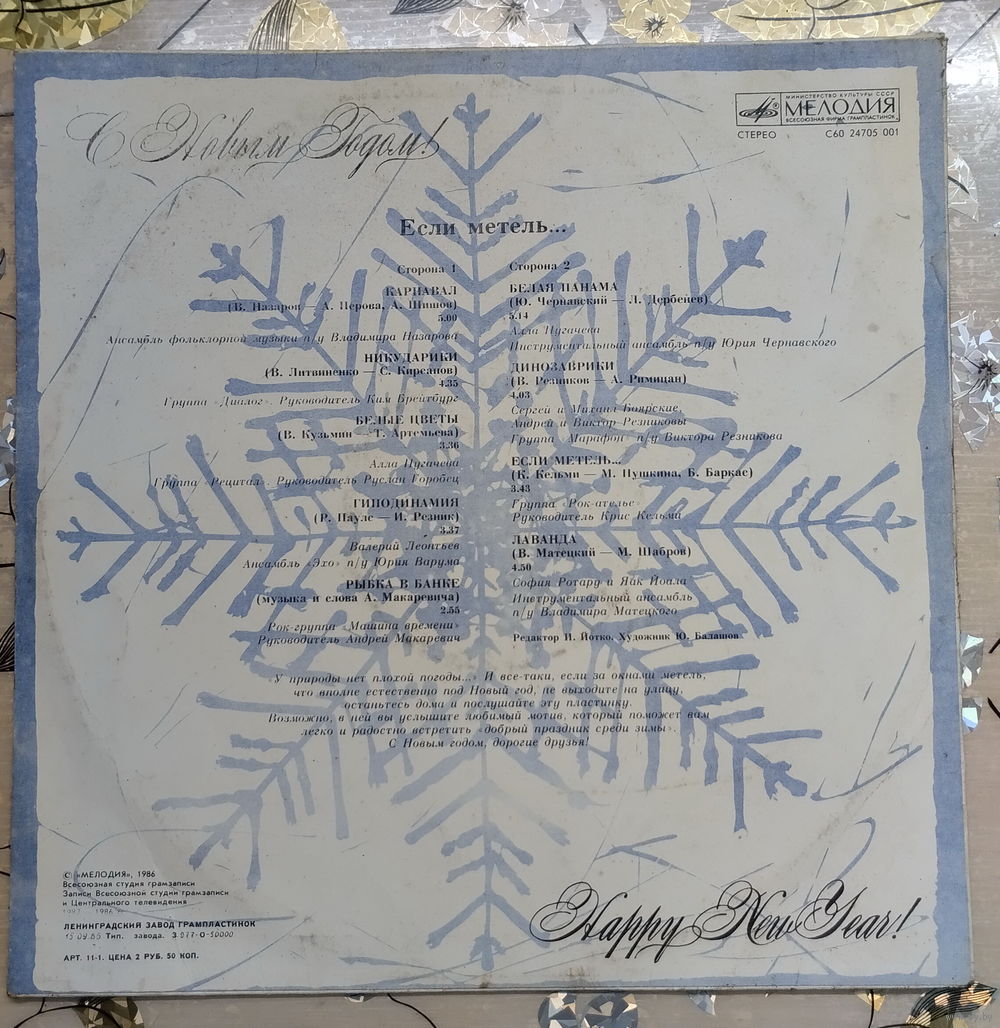 С Новым Годом!
МИНИСТЕРСТВО КУЛЬТУРЫ СССР
МЕЛОДИЯ
ВСЕСОЮЗНАЯ ФИРМА ГРАМПЛАСТИНОК
СТЕРЕО С60 24705 001
Если метель...
Сторона 1
КАРНАВАЛ
(В. Назаров — А. Перова, А. Шишов)
5.00
Ансамбль фольклорной музыки п/у Владимира Назарова
НИКУДАРИКИ
(В. Литвиненко — С. Кирсанов)
4.35
Группа «Диалог». Руководитель Ким Брейтбург
БЕЛЫЕ ЦВЕТЫ
(В. Кузьмин — Т. Артемьева)
3.36
Алла Пугачева
Группа «Рецитал». Руководитель Руслан Горобец
ГИПОДИНАМИЯ
(Р. Паулс — И. Резник)
3.37
Валерий Леонтьев
Ансамбль «Эхо» п/у Юрия Варума
РЫБКА В БАНКЕ
(музыка и слова А. Макаревича)
2.55
Рок-группа «Машина времени»
Руководитель Андрей Макаревич
Сторона 2
БЕЛАЯ ПАНАМА
(Ю. Чернавский — Л. Дербенев)
5.14
Алла Пугачева
Инструментальный ансамбль п/у Юрия Чернавского
ДИНОЗАВРИКИ
(В. Резников — А. Римицан)
4.03
Сергей и Михаил Боярские,
Андрей и Виктор Резниковы
Группа «Марафон» п/у Виктора Резникова
ЕСЛИ МЕТЕЛЬ...
(К. Кельми — М. Пушкина, Б. Баркас)
3.43
Группа «Рок-ателье»
Руководитель Крис Кельми
ЛАВАНДА
(В. Матецкий — М. Шабров)
4.50
София Ротару и Яак Йоала
Инструментальный ансамбль
п/у Владимира Матецкого
Редактор И. Йотко. Художник Ю. Балашов
«У природы нет плохой погоды...» И все-таки, если за окнами метель,
что вполне естественно под Новый год, не выходите на улицу,
останьтесь дома и послушайте эту пластинку.
Возможно, в ней вы услышите любимый мотив, который поможет вам
легко и радостно встретить «добрый праздник среди зимы».
С Новым годом, дорогие друзья!
© «МЕЛОДИЯ», 1986
Всесоюзная студия грамзаписи
Записи Всесоюзной студии грамзаписи
и Центрального телевидения
ЛЕНИНГРАДСКИЙ ЗАВОД ГРАМПЛАСТИНОК
Тип. завода.
АРТ. 11-1. ЦЕНА 2 РУБ. 50 КОП.
Happy New Year!